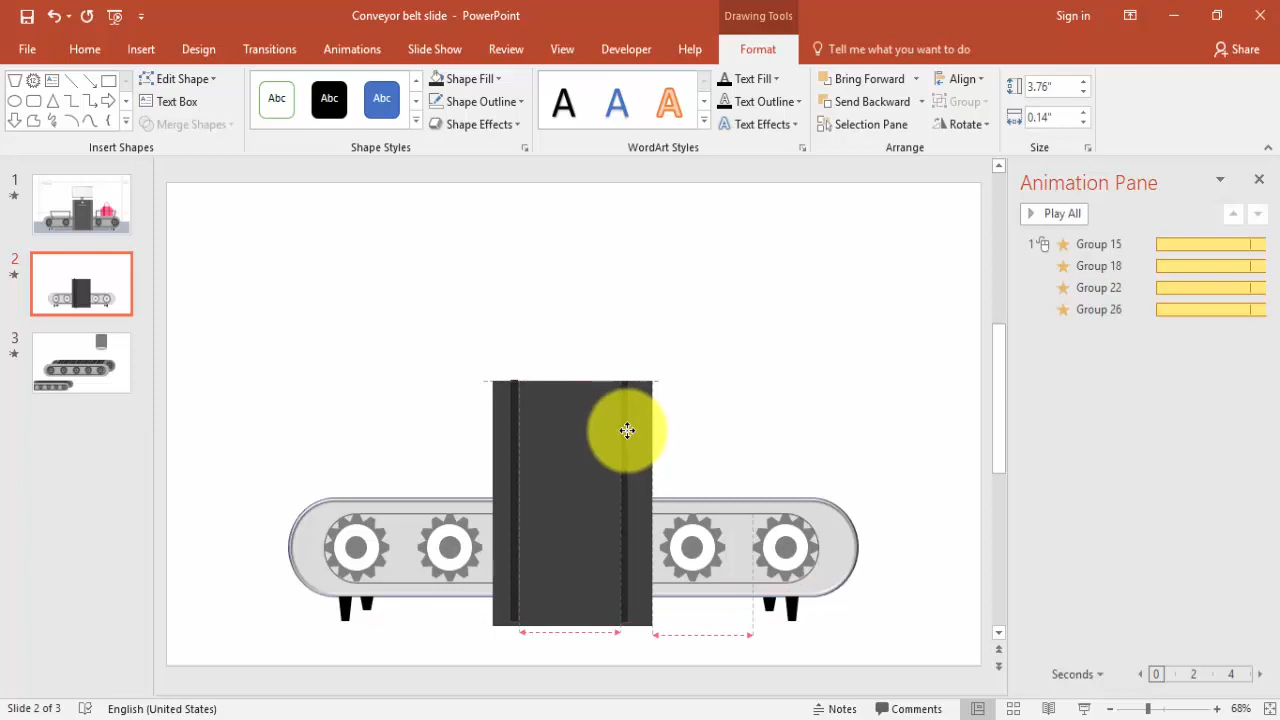 Conveyor belt slide - PowerPoint
Drawing Tools
Sign in
File
Home
Insert
Design
Transitions
Animations
Slide Show
Review
View
Developer
Help
Format
Tell me what you want to do
Share
Edit Shape
Text Box
Merge Shapes
Insert Shapes
Abc
Abc
Abc
Shape Fill
Shape Outline
Shape Effects
Shape Styles
A
A
A
Text Fill
Text Outline
Text Effects
WordArt Styles
Bring Forward
Send Backward
Selection Pane
Align
Group
Rotate
Arrange
3.76"
0.14"
Size
1
2
3
Animation Pane
Play All
1
Group 15
Group 18
Group 22
Group 26
Seconds
0
2
4
Slide 2 of 3
English (United States)
Notes
Comments
68%